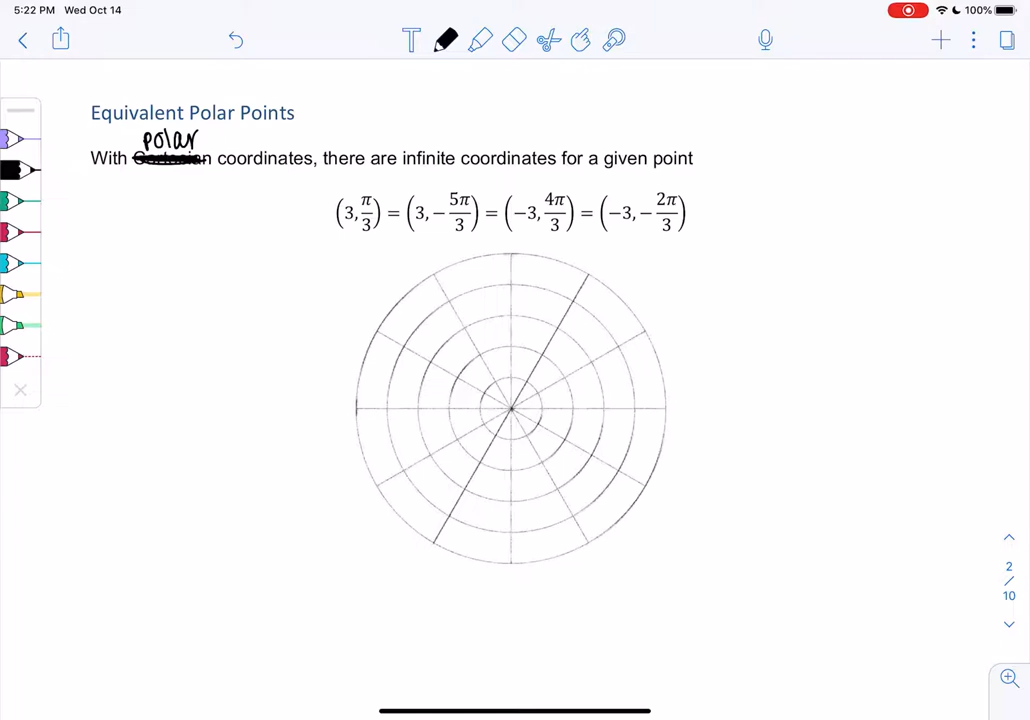 5:22 PM Wed Oct 14
100%
T
Equivalent Polar Points
polar
With coordinates, there are infinite coordinates for a given point
(3, π/3) = (3, −5π/3) = (−3, 4π/3) = (−3, −2π/3)
2
/
10